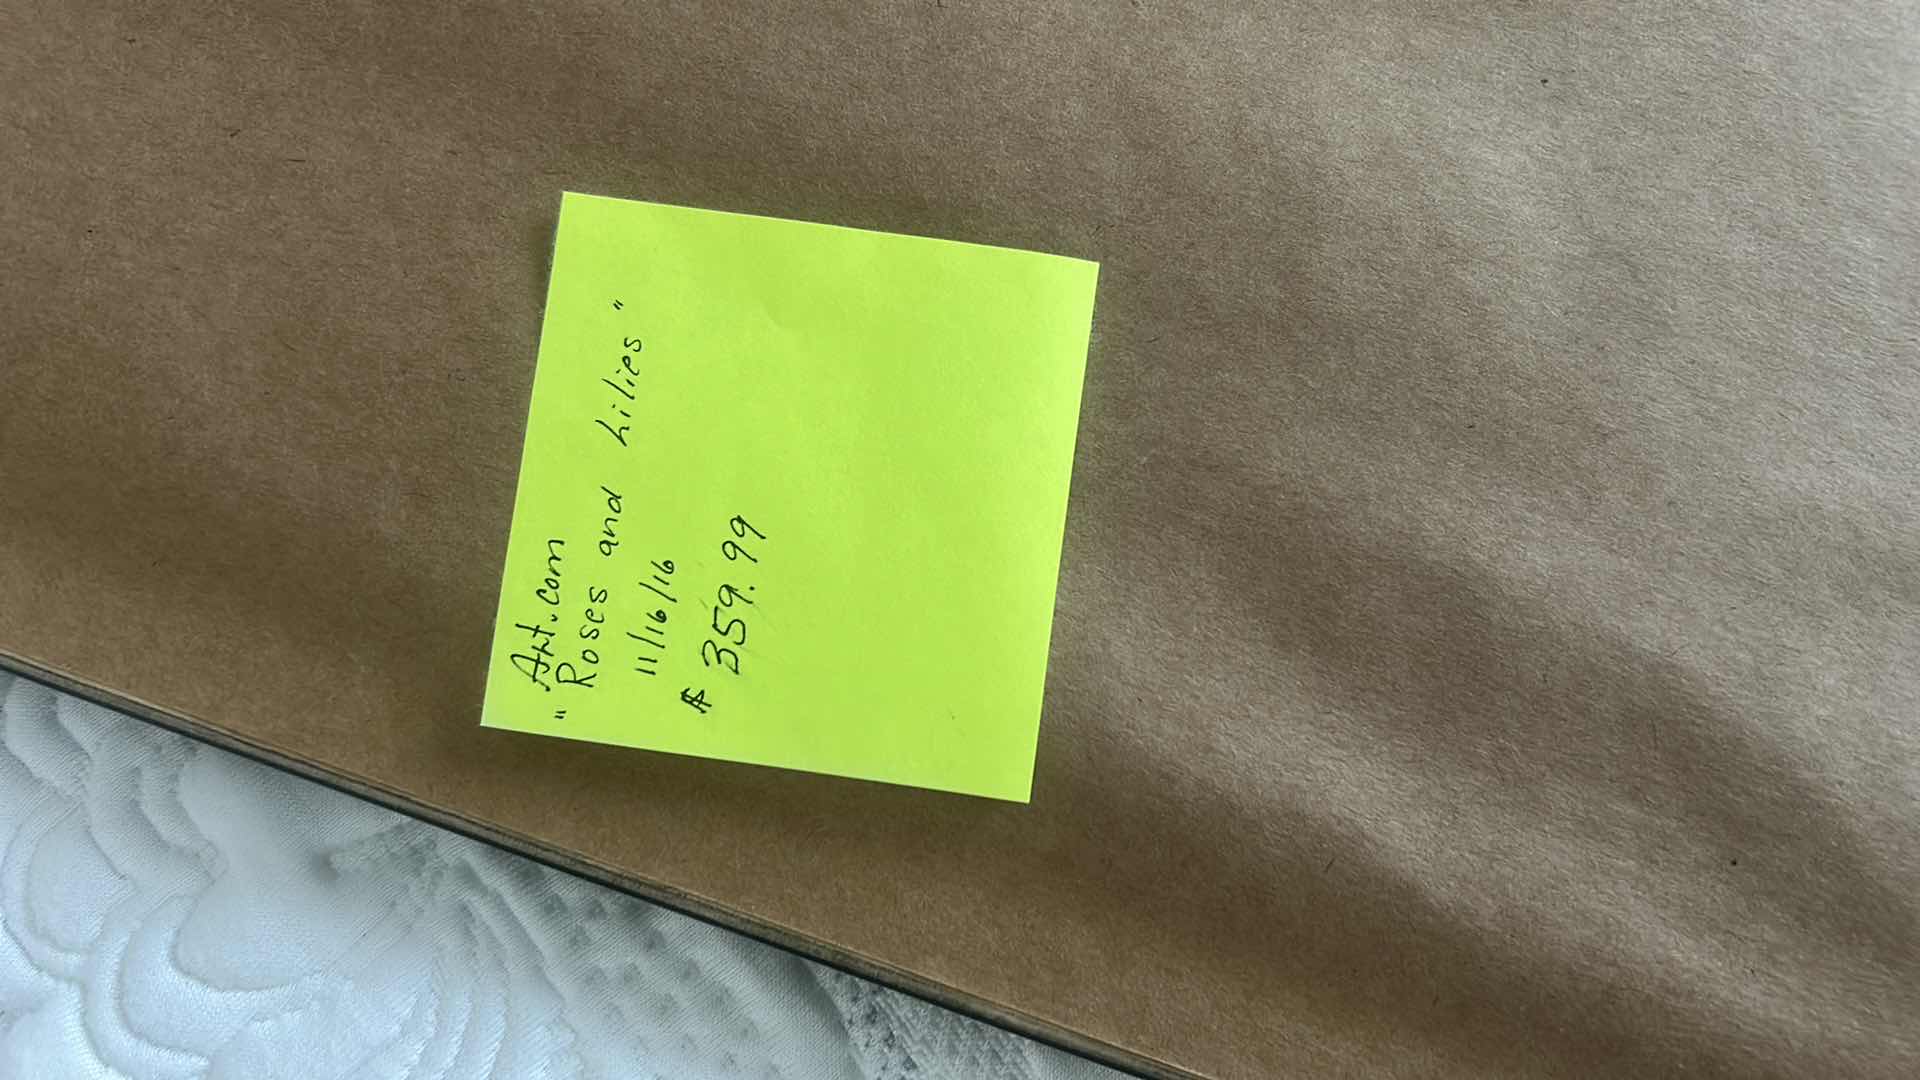 Art.com
"Roses and Lilies"
11/16/16
$ 359.99